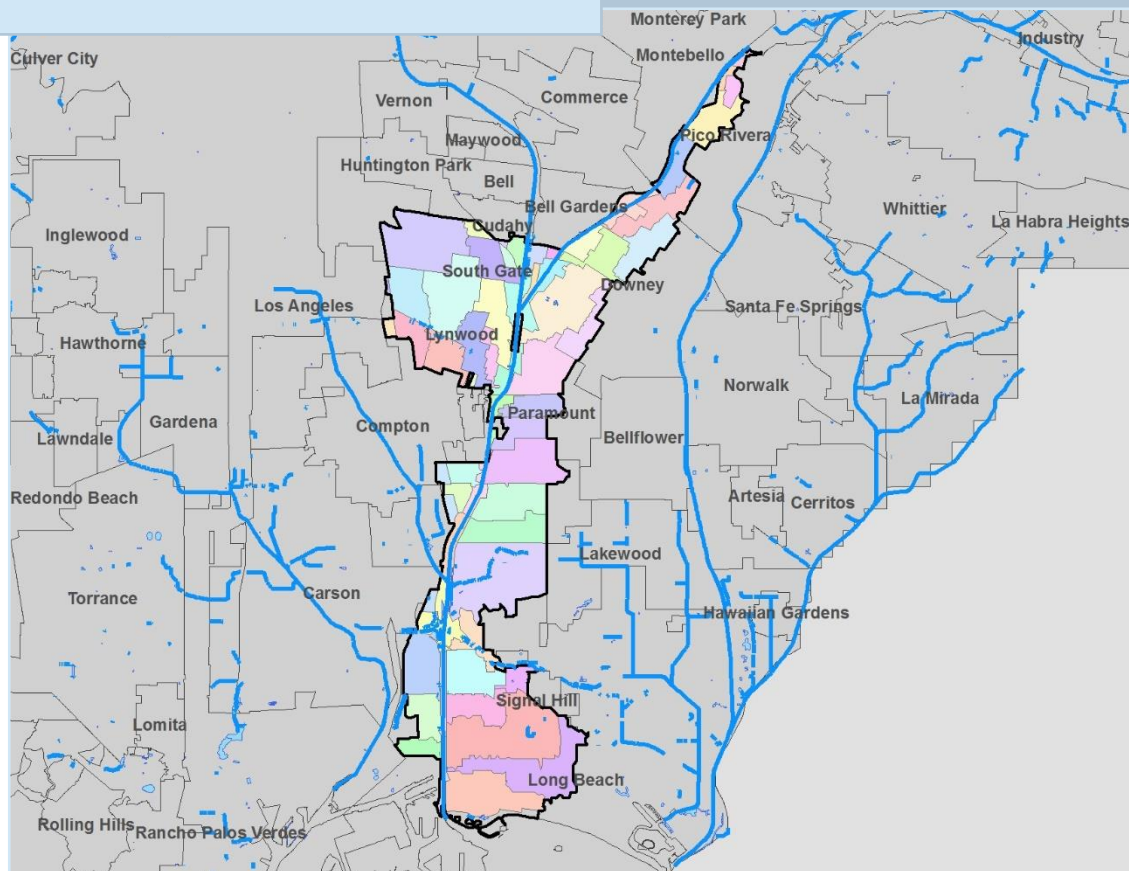 Monterey Park
Industry
Culver City
Montebello
Vernon
Commerce
Pico Rivera
Maywood
Huntington Park
Bell
Bell Gardens
Whittier
La Habra Heights
Cudahy
Inglewood
South Gate
Downey
Los Angeles
Santa Fe Springs
Lynwood
Hawthorne
Norwalk
La Mirada
Paramount
Gardena
Compton
Bellflower
Lawndale
Redondo Beach
Artesia
Cerritos
Lakewood
Torrance
Carson
Hawaiian Gardens
Signal Hill
Lomita
Long Beach
Rolling Hills
Rancho Palos Verdes